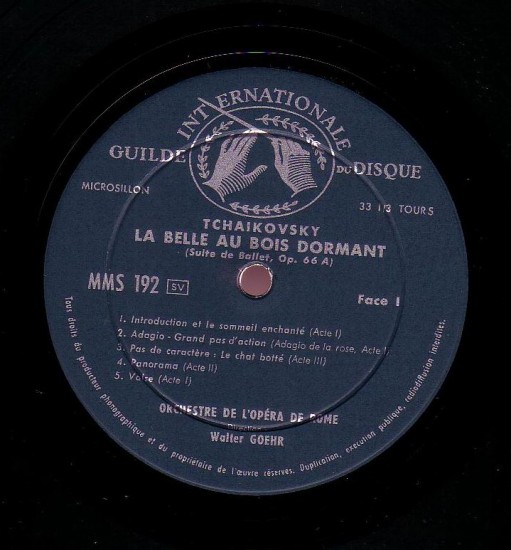 GUILDE INTERNATIONALE DU DISQUE
MICROSILLON
33 1/3 TOURS
TCHAIKOVSKY
LA BELLE AU BOIS DORMANT
(Suite de Ballet, Op. 66 A)
MMS 192 SV
Face I
1. Introduction et le sommeil enchanté (Acte I)
2. Adagio - Grand pas d'action (Adagio de la rose, Acte I)
3. Pas de caractère : Le chat botté (Acte III)
4. Panorama (Acte II)
5. Valse (Acte I)
ORCHESTRE DE L'OPÉRA DE ROME
Direction
Walter GOEHR
Tous droits du producteur phonographique et du propriétaire de l'œuvre réservés. Duplication, execution publique, radiodiffusion interdites.